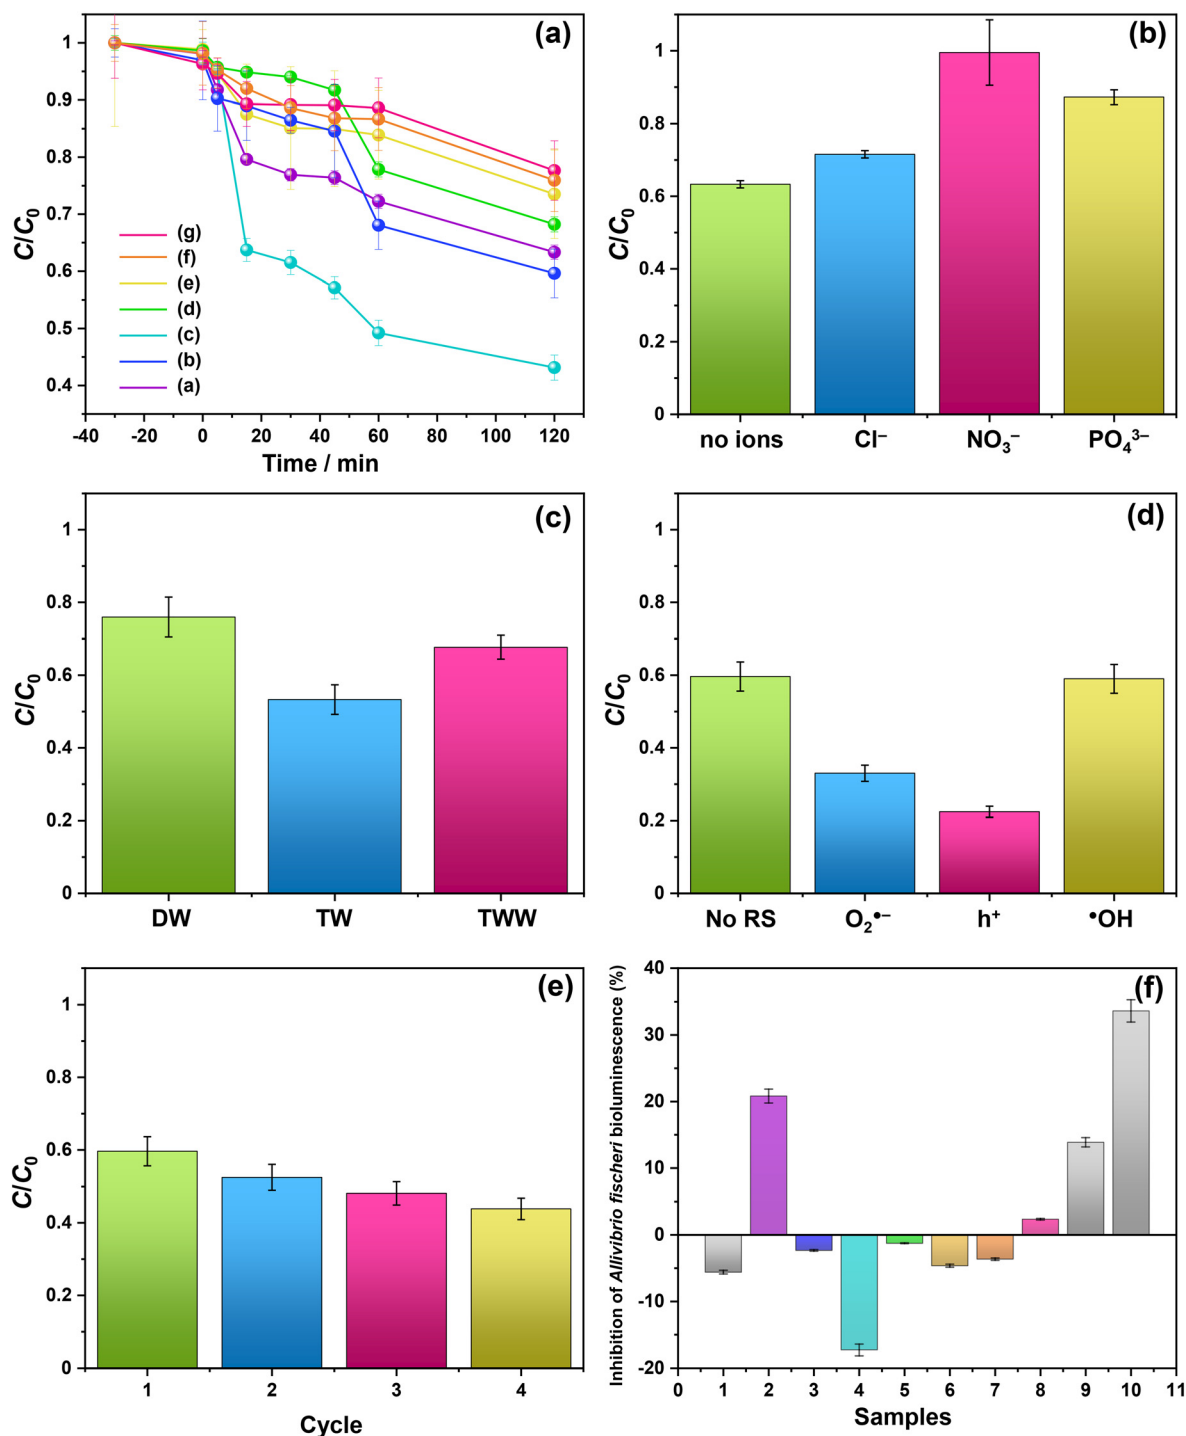 (a)
C/C₀
1
0.9
0.8
0.7
0.6
0.5
0.4
(g)
(f)
(e)
(d)
(c)
(b)
(a)
-40 -20 0 20 40 60 80 100 120
Time / min
(b)
C/C₀
1
0.8
0.6
0.4
0.2
0
no ions Cl⁻ NO₃⁻ PO₄³⁻
(c)
C/C₀
1
0.8
0.6
0.4
0.2
0
DW TW TWW
(d)
C/C₀
1
0.8
0.6
0.4
0.2
0
No RS O₂•⁻ h⁺ •OH
(e)
C/C₀
1
0.8
0.6
0.4
0.2
0
1 2 3 4
Cycle
(f)
Inhibition of Allivibrio fischeri bioluminescence (%)
40
30
20
10
0
-10
-20
0 1 2 3 4 5 6 7 8 9 10 11
Samples